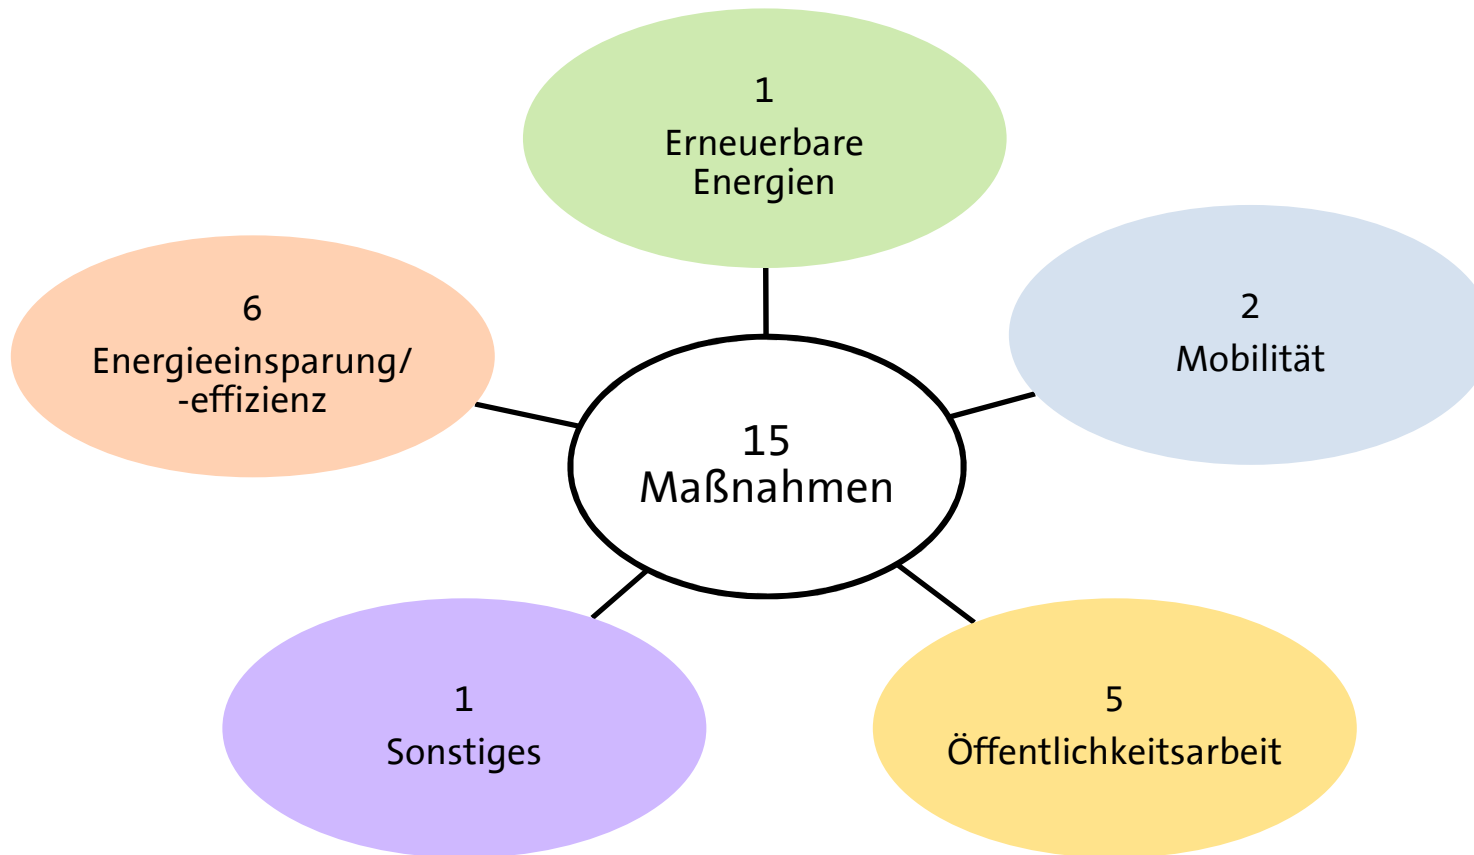 1
Erneuerbare
Energien
6
Energieeinsparung/
-effizienz
2
Mobilität
15
Maßnahmen
1
Sonstiges
5
Öffentlichkeitsarbeit